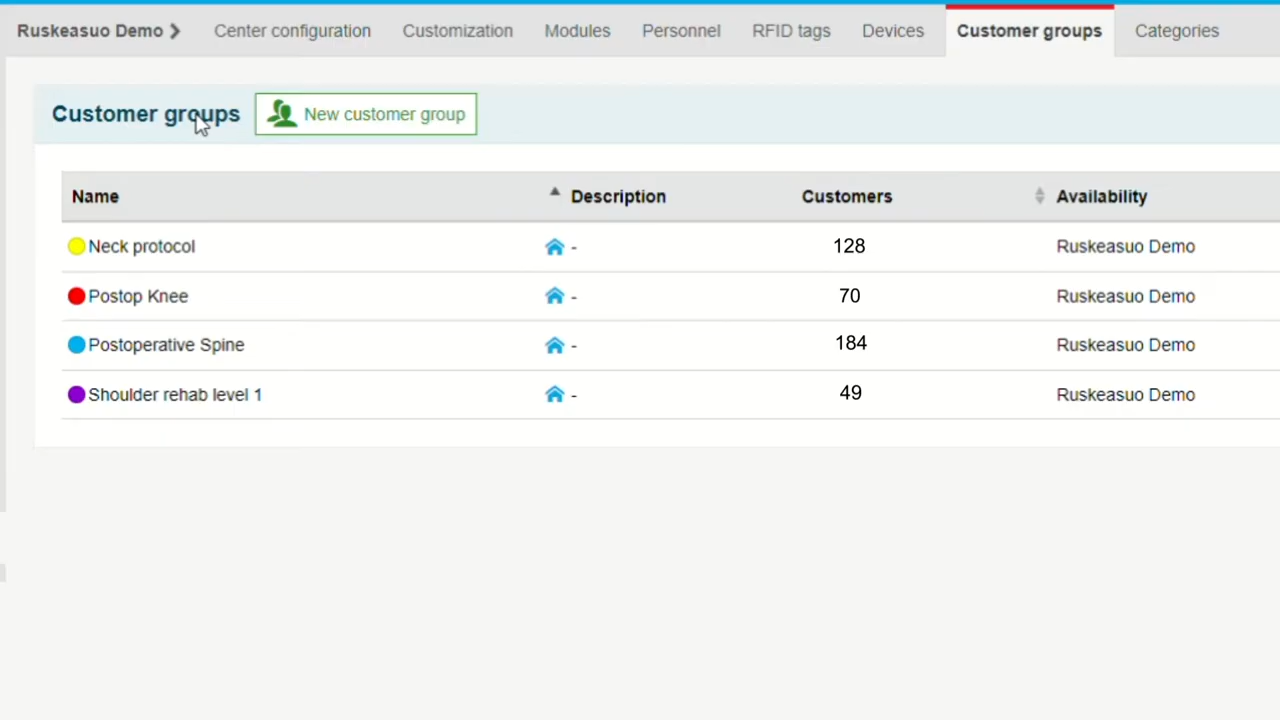 Ruskeasuo Demo Center configuration Customization Modules Personnel RFID tags Devices Customer groups Categories
Customer groups New customer group
Name Description Customers Availability
Neck protocol - 128 Ruskeasuo Demo
Postop Knee - 70 Ruskeasuo Demo
Postoperative Spine - 184 Ruskeasuo Demo
Shoulder rehab level 1 - 49 Ruskeasuo Demo